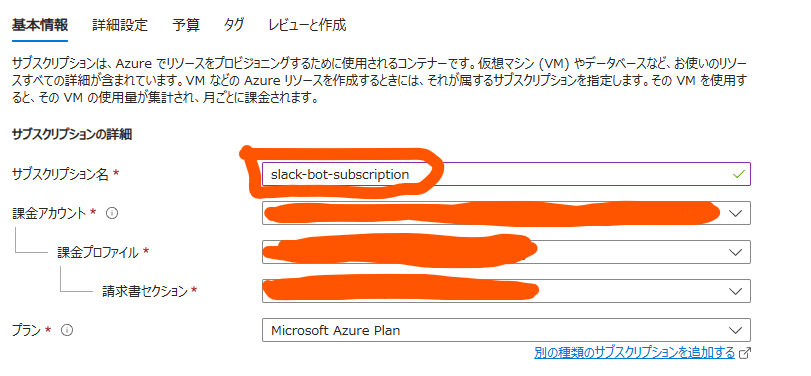 基本情報 詳細設定 予算 タグ レビューと作成
サブスクリプションは、Azure でリソースをプロビジョニングするために使用されるコンテナーです。仮想マシン (VM) やデータベースなど、お使いのリソー
スすべての詳細が含まれています。VM などの Azure リソースを作成するときには、それが属するサブスクリプションを指定します。その VM を使用す
ると、その VM の使用量が集計され、月ごとに課金されます。
サブスクリプションの詳細
サブスクリプション名 * slack-bot-subscription
課金アカウント *
課金プロファイル *
請求書セクション *
プラン * Microsoft Azure Plan
別の種類のサブスクリプションを追加する